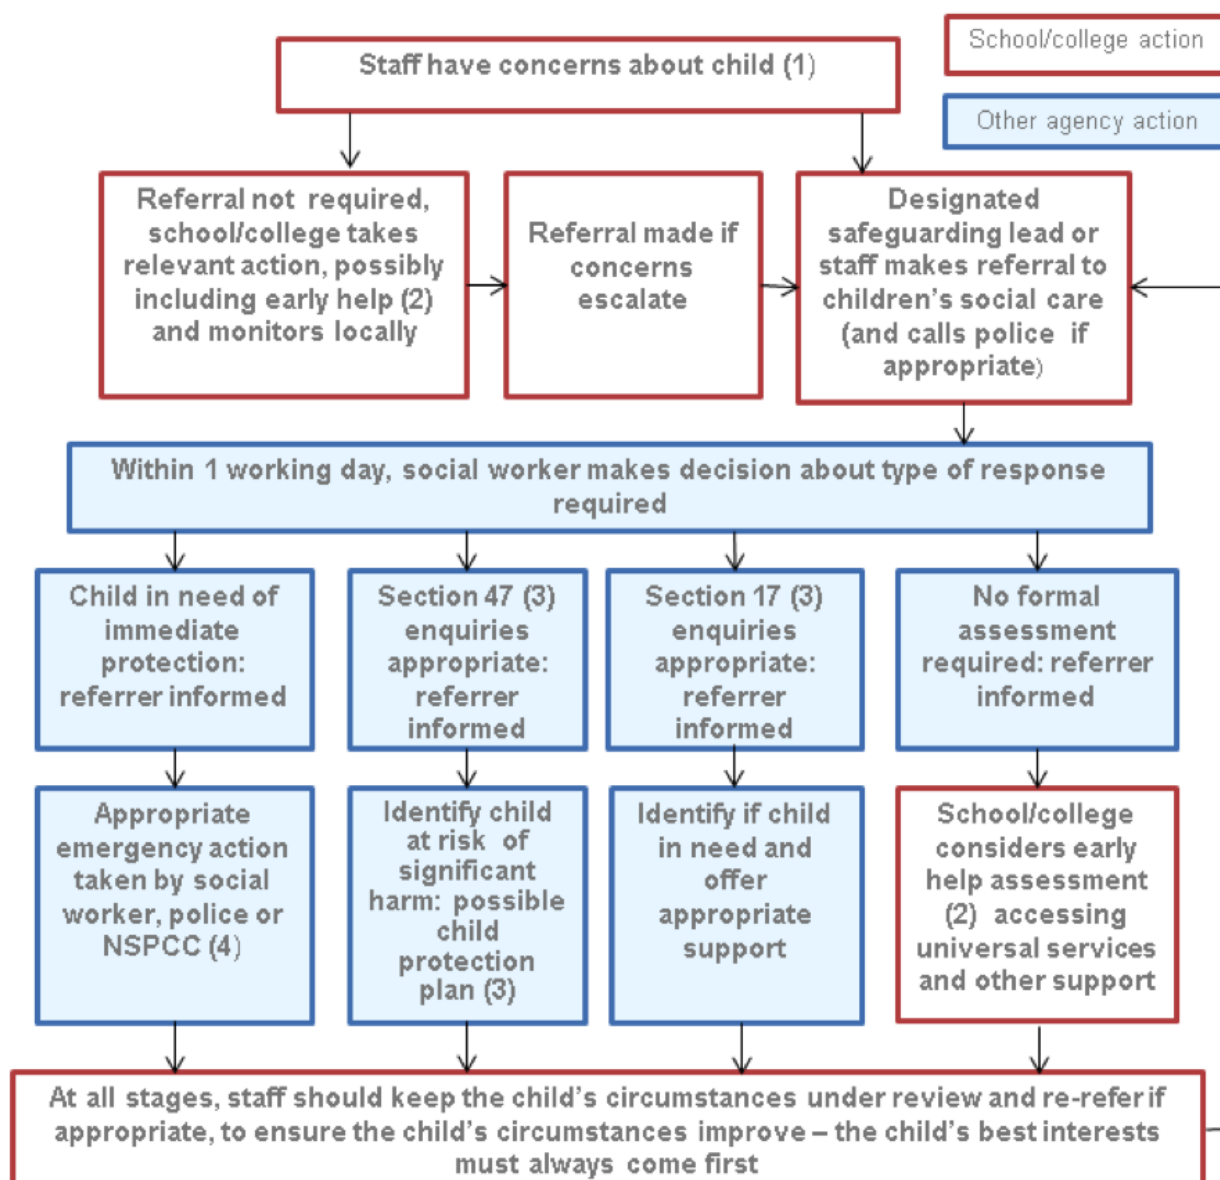 School/college action
Staff have concerns about child (1)
Other agency action
Referral not required,
school/college takes
relevant action, possibly
including early help (2)
and monitors locally
Referral made if
concerns
escalate
Designated
safeguarding lead or
staff makes referral to
children’s social care
(and calls police if
appropriate)
Within 1 working day, social worker makes decision about type of response
required
Child in need of
immediate
protection:
referrer informed
Section 47 (3)
enquiries
appropriate:
referrer
informed
Section 17 (3)
enquiries
appropriate:
referrer
informed
No formal
assessment
required: referrer
informed
Appropriate
emergency action
taken by social
worker, police or
NSPCC (4)
Identify child
at risk of
significant
harm: possible
child
protection
plan (3)
Identify if child
in need and
offer
appropriate
support
School/college
considers early
help assessment
(2) accessing
universal services
and other support
At all stages, staff should keep the child’s circumstances under review and re-refer if
appropriate, to ensure the child’s circumstances improve – the child’s best interests
must always come first